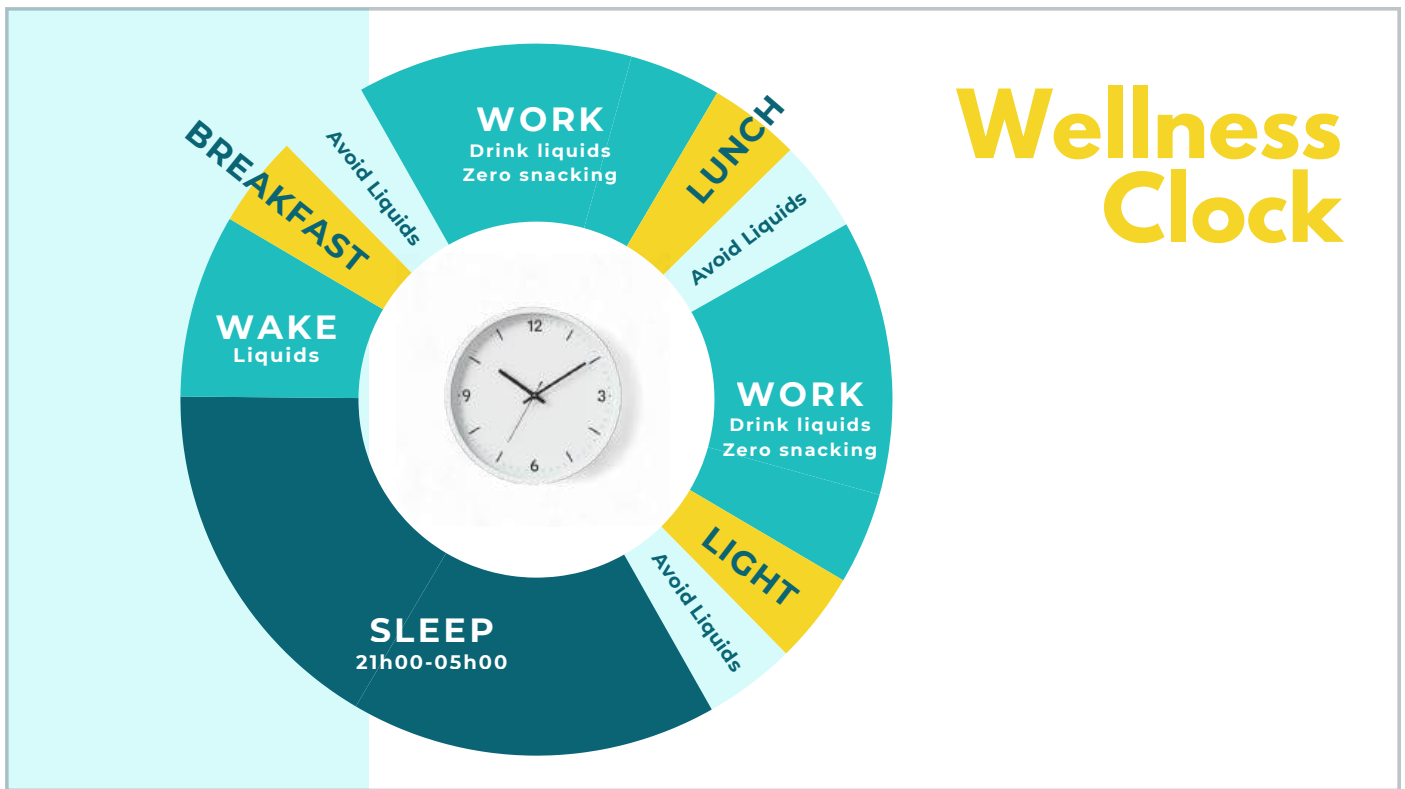 Wellness
Clock
WORK
Drink liquids
Zero snacking
LUNCH
Avoid Liquids
WORK
Drink liquids
Zero snacking
LIGHT
Avoid Liquids
SLEEP
21h00-05h00
WAKE
Liquids
BREAKFAST
Avoid Liquids
12
3
6
9